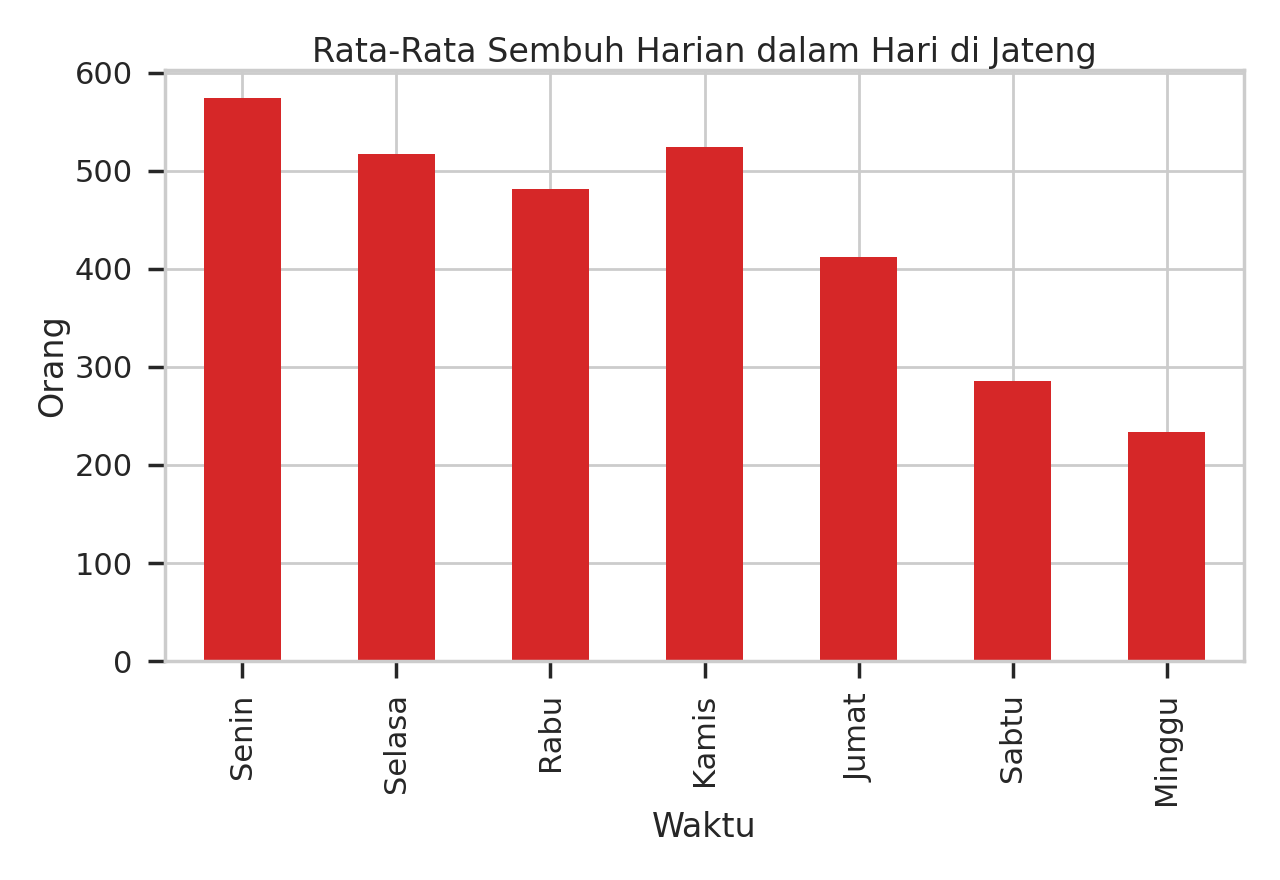 Rata-Rata Sembuh Harian dalam Hari di Jateng
600
500
400
300
200
100
0
Orang
Senin
Selasa
Rabu
Kamis
Jumat
Sabtu
Minggu
Waktu